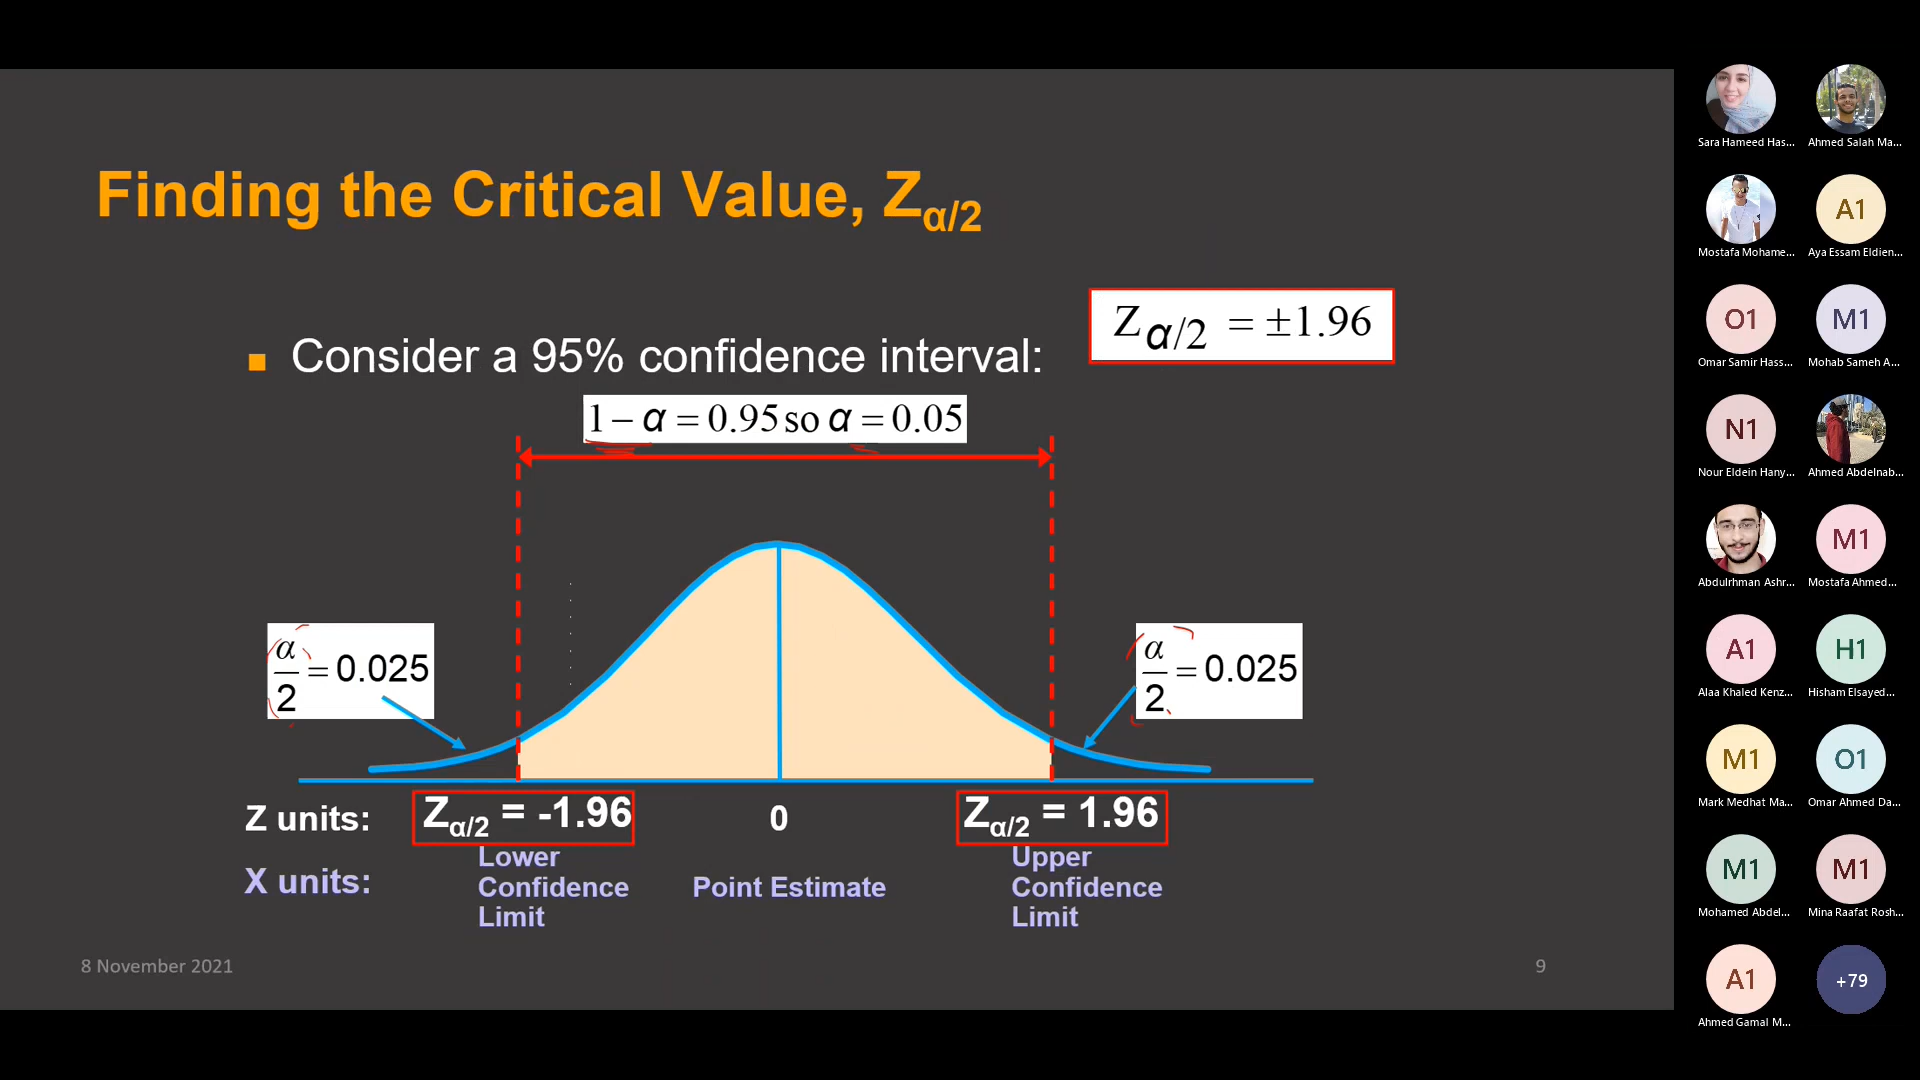 Finding the Critical Value, Zα/2
Zα/2 = ±1.96
■ Consider a 95% confidence interval:
1 − α = 0.95 so α = 0.05
α/2 = 0.025
α/2 = 0.025
Z units: Zα/2 = -1.96 0 Zα/2 = 1.96
X units: Lower Confidence Limit Point Estimate Upper Confidence Limit
8 November 2021 9
Sara Hameed Has... Ahmed Salah Ma...
A1
Mostafa Mohame... Aya Essam Eldien...
O1 M1
Omar Samir Hass... Mohab Sameh A...
N1
Nour Eldein Hany... Ahmed Abdelnab...
M1
Abdulrhman Ashr... Mostafa Ahmed...
A1 H1
Alaa Khaled Kenz... Hisham Elsayed...
M1 O1
Mark Medhat Ma... Omar Ahmed Da...
M1 M1
Mohamed Abdel... Mina Raafat Rosh...
A1 +79
Ahmed Gamal M...